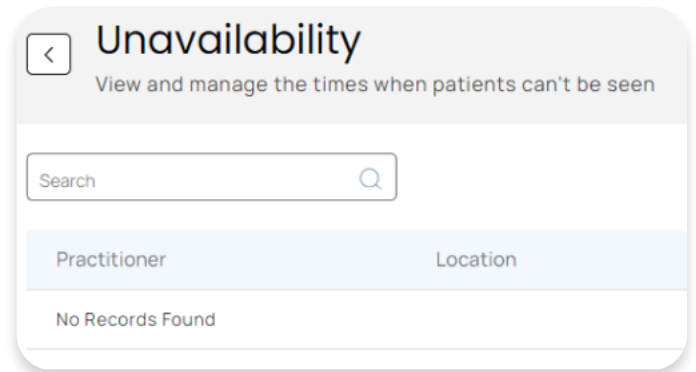 Unavailability
View and manage the times when patients can't be seen
Search
Practitioner Location
No Records Found